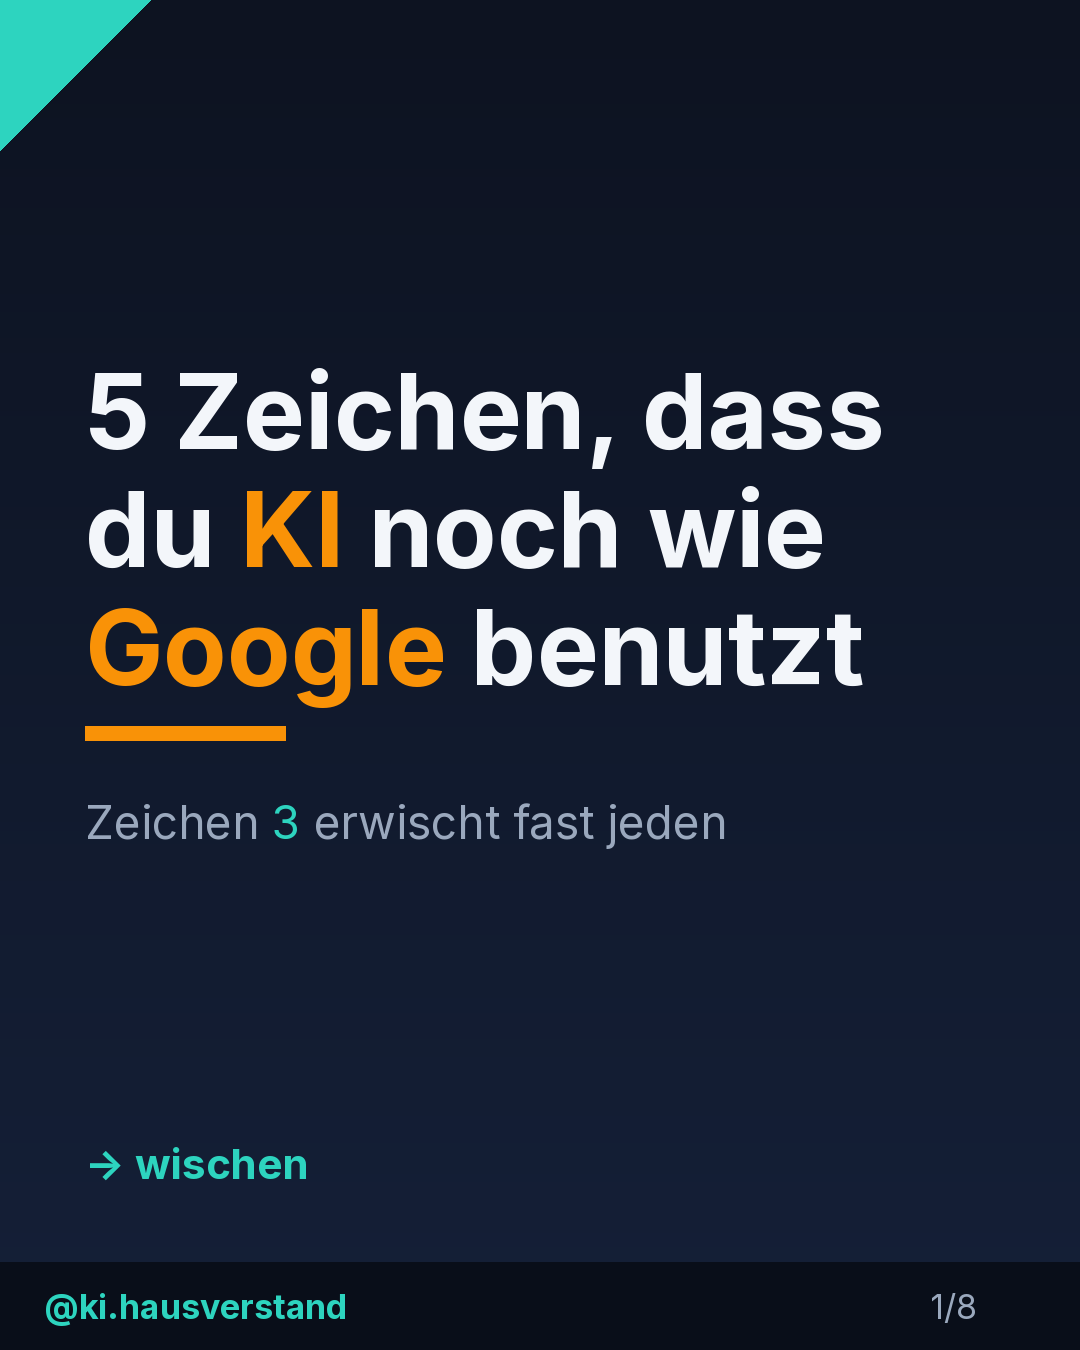 5 Zeichen, dass
du KI noch wie
Google benutzt
Zeichen 3 erwischt fast jeden
→ wischen
@ki.hausverstand
1/8